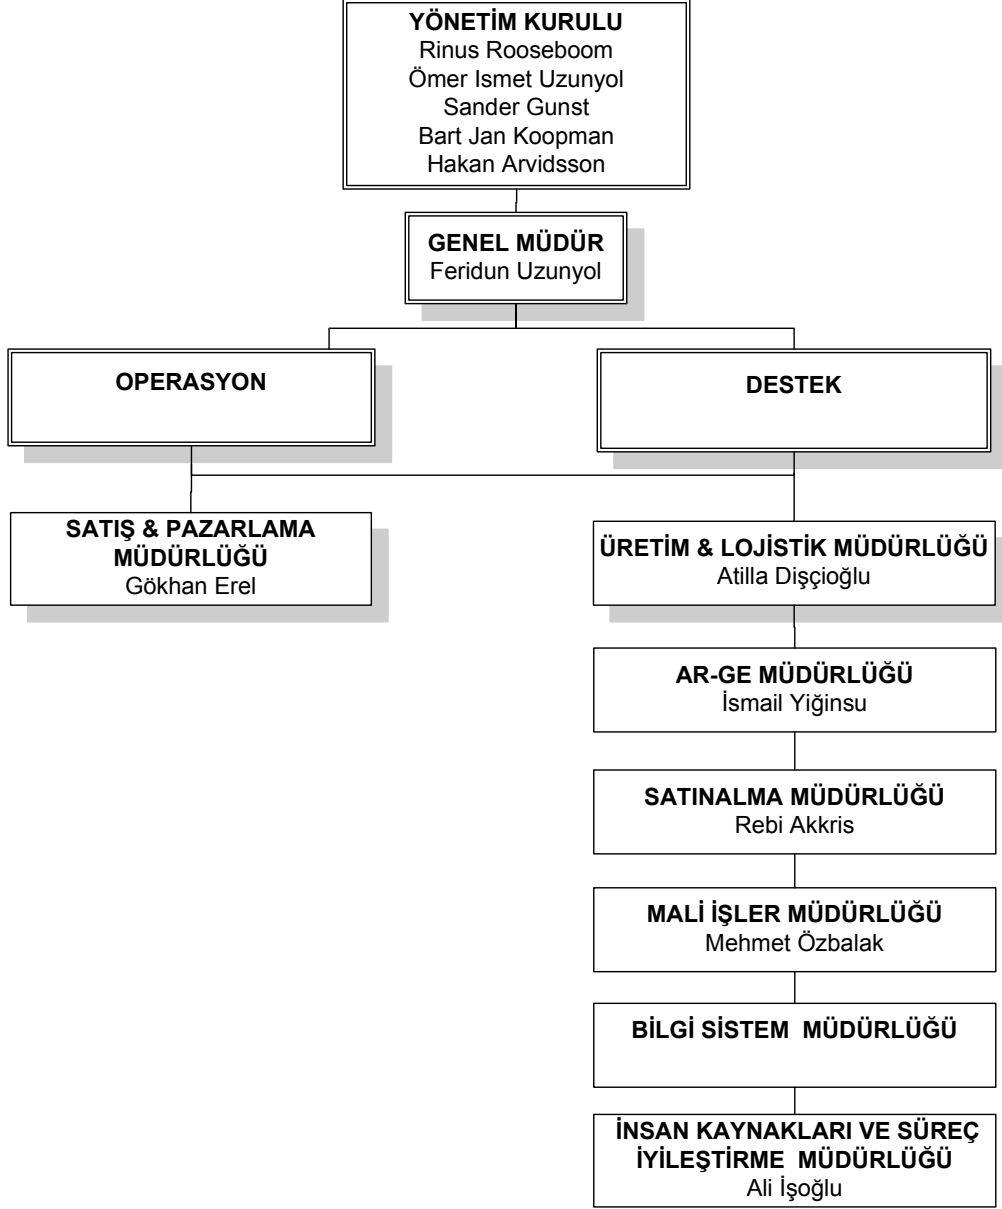 YÖNETİM KURULU
Rinus Rooseboom
Ömer Ismet Uzunyol
Sander Gunst
Bart Jan Koopman
Hakan Arvidsson
GENEL MÜDÜR
Feridun Uzunyol
OPERASYON
DESTEK
SATIŞ & PAZARLAMA
MÜDÜRLÜĞÜ
Gökhan Erel
ÜRETİM & LOJİSTİK MÜDÜRLÜĞÜ
Atilla Dişçioğlu
AR-GE MÜDÜRLÜĞÜ
İsmail Yiğinsu
SATINALMA MÜDÜRLÜĞÜ
Rebi Akkris
MALİ İŞLER MÜDÜRLÜĞÜ
Mehmet Özbalak
BİLGİ SİSTEM  MÜDÜRLÜĞÜ
İNSAN KAYNAKLARI VE SÜREÇ
İYİLEŞTİRME  MÜDÜRLÜĞÜ
Ali İşoğlu